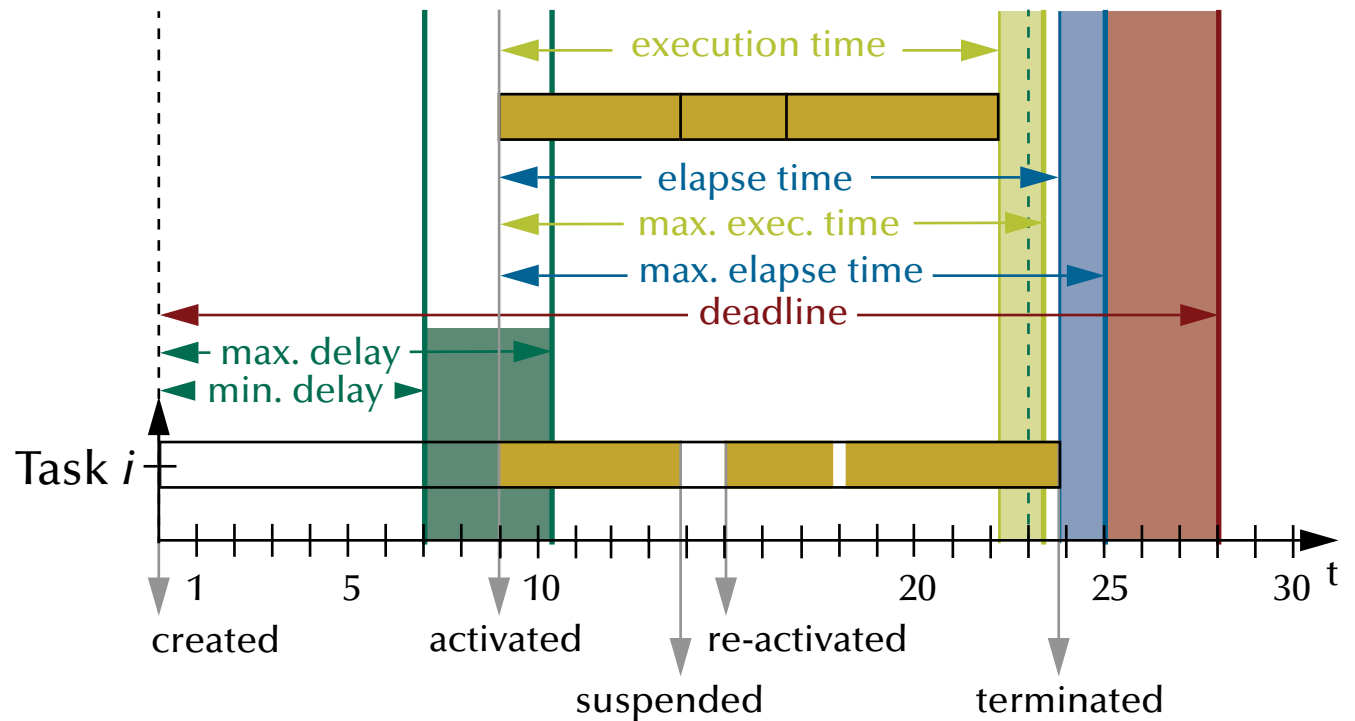 execution time
elapse time
max. exec. time
max. elapse time
deadline
max. delay
min. delay
Task i
1 5 10 20 25 30 t
created activated re-activated
suspended terminated